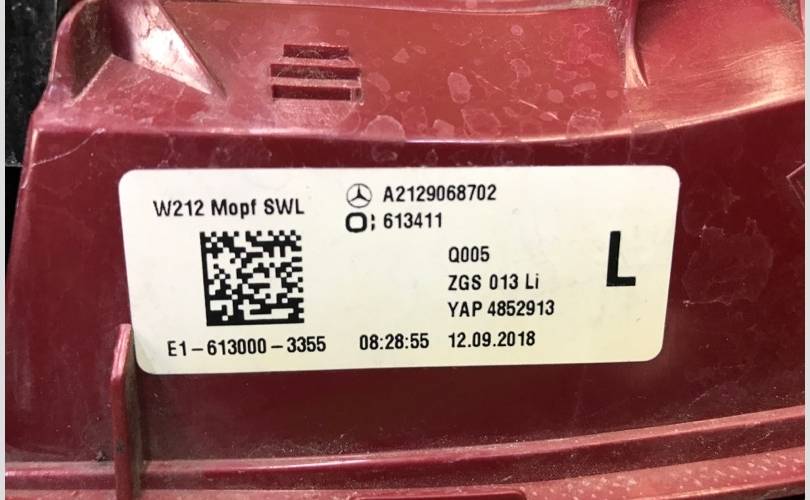 W212 Mopf SWL
A2129068702
O; 613411
Q005
ZGS 013 Li
YAP 4852913
L
E1-613000-3355 08:28:55 12.09.2018